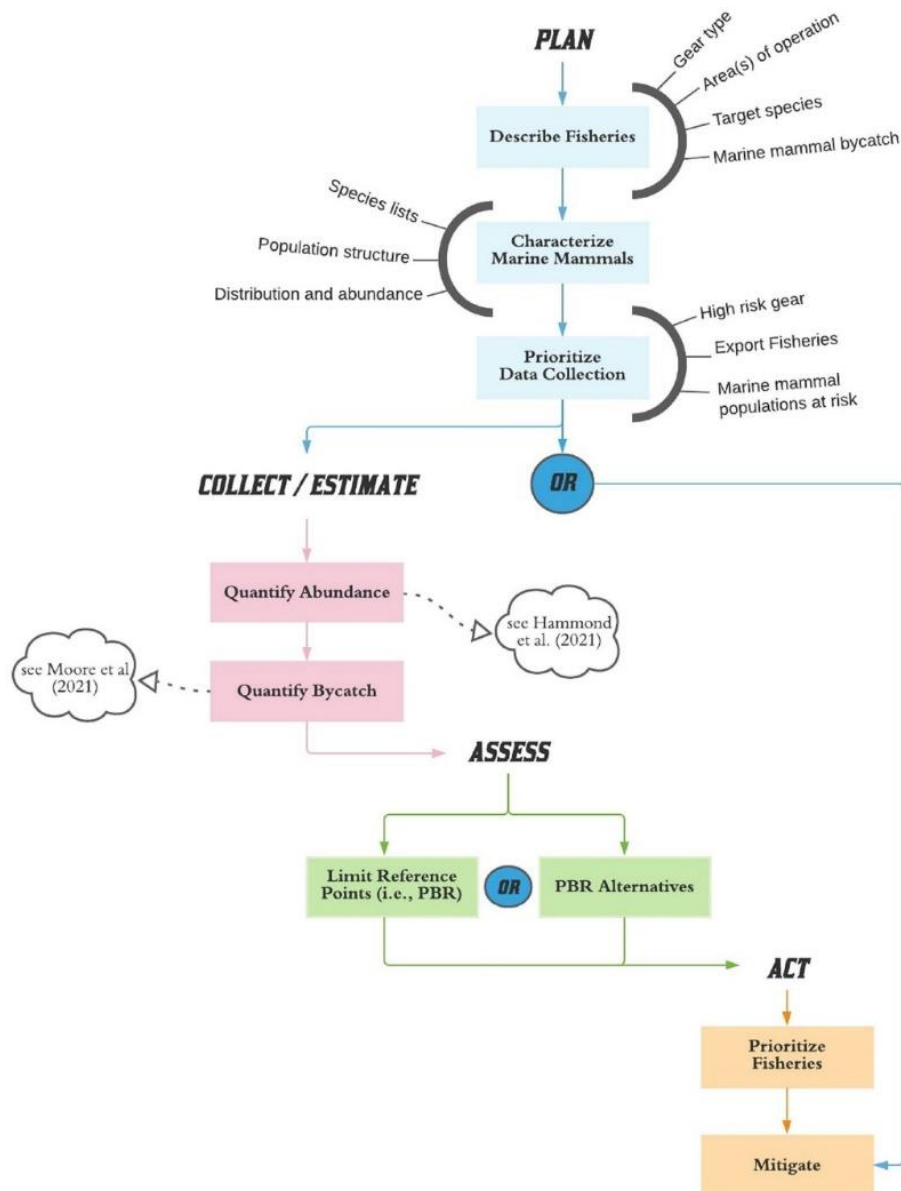 PLAN
Gear type
Area(s) of operation
Target species
Marine mammal bycatch
Describe Fisheries
Species lists
Population structure
Distribution and abundance
Characterize
Marine Mammals
High risk gear
Export Fisheries
Marine mammal
populations at risk
Prioritize
Data Collection
COLLECT / ESTIMATE
OR
Quantify Abundance
see Hammond
et al. (2021)
see Moore et al
(2021)
Quantify Bycatch
ASSESS
Limit Reference
Points (i.e., PBR)
OR
PBR Alternatives
ACT
Prioritize
Fisheries
Mitigate